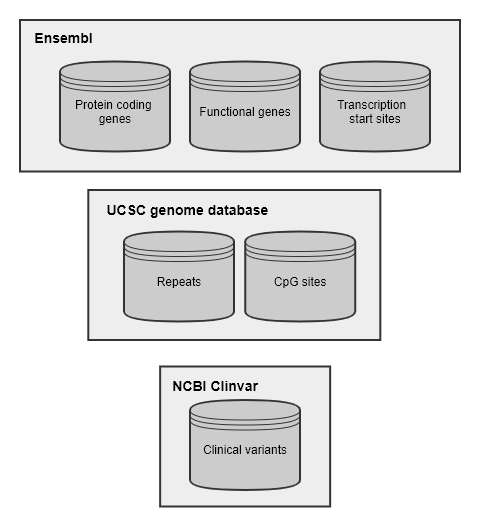 Ensembl
Protein coding
genes
Functional genes
Transcription
start sites
UCSC genome database
Repeats
CpG sites
NCBI Clinvar
Clinical variants